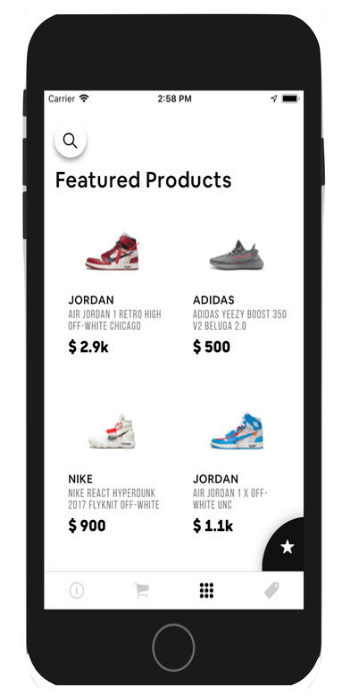 Carrier 2:58 PM
Featured Products
JORDAN
AIR JORDAN 1 RETRO HIGH
OFF-WHITE CHICAGO
$ 2.9k
ADIDAS
ADIDAS YEEZY BOOST 350
V2 BELUGA 2.0
$ 500
NIKE
NIKE REACT HYPERDUNK
2017 FLYKNIT OFF-WHITE
$ 900
JORDAN
AIR JORDAN 1 X OFF-
WHITE UNC
$ 1.1k